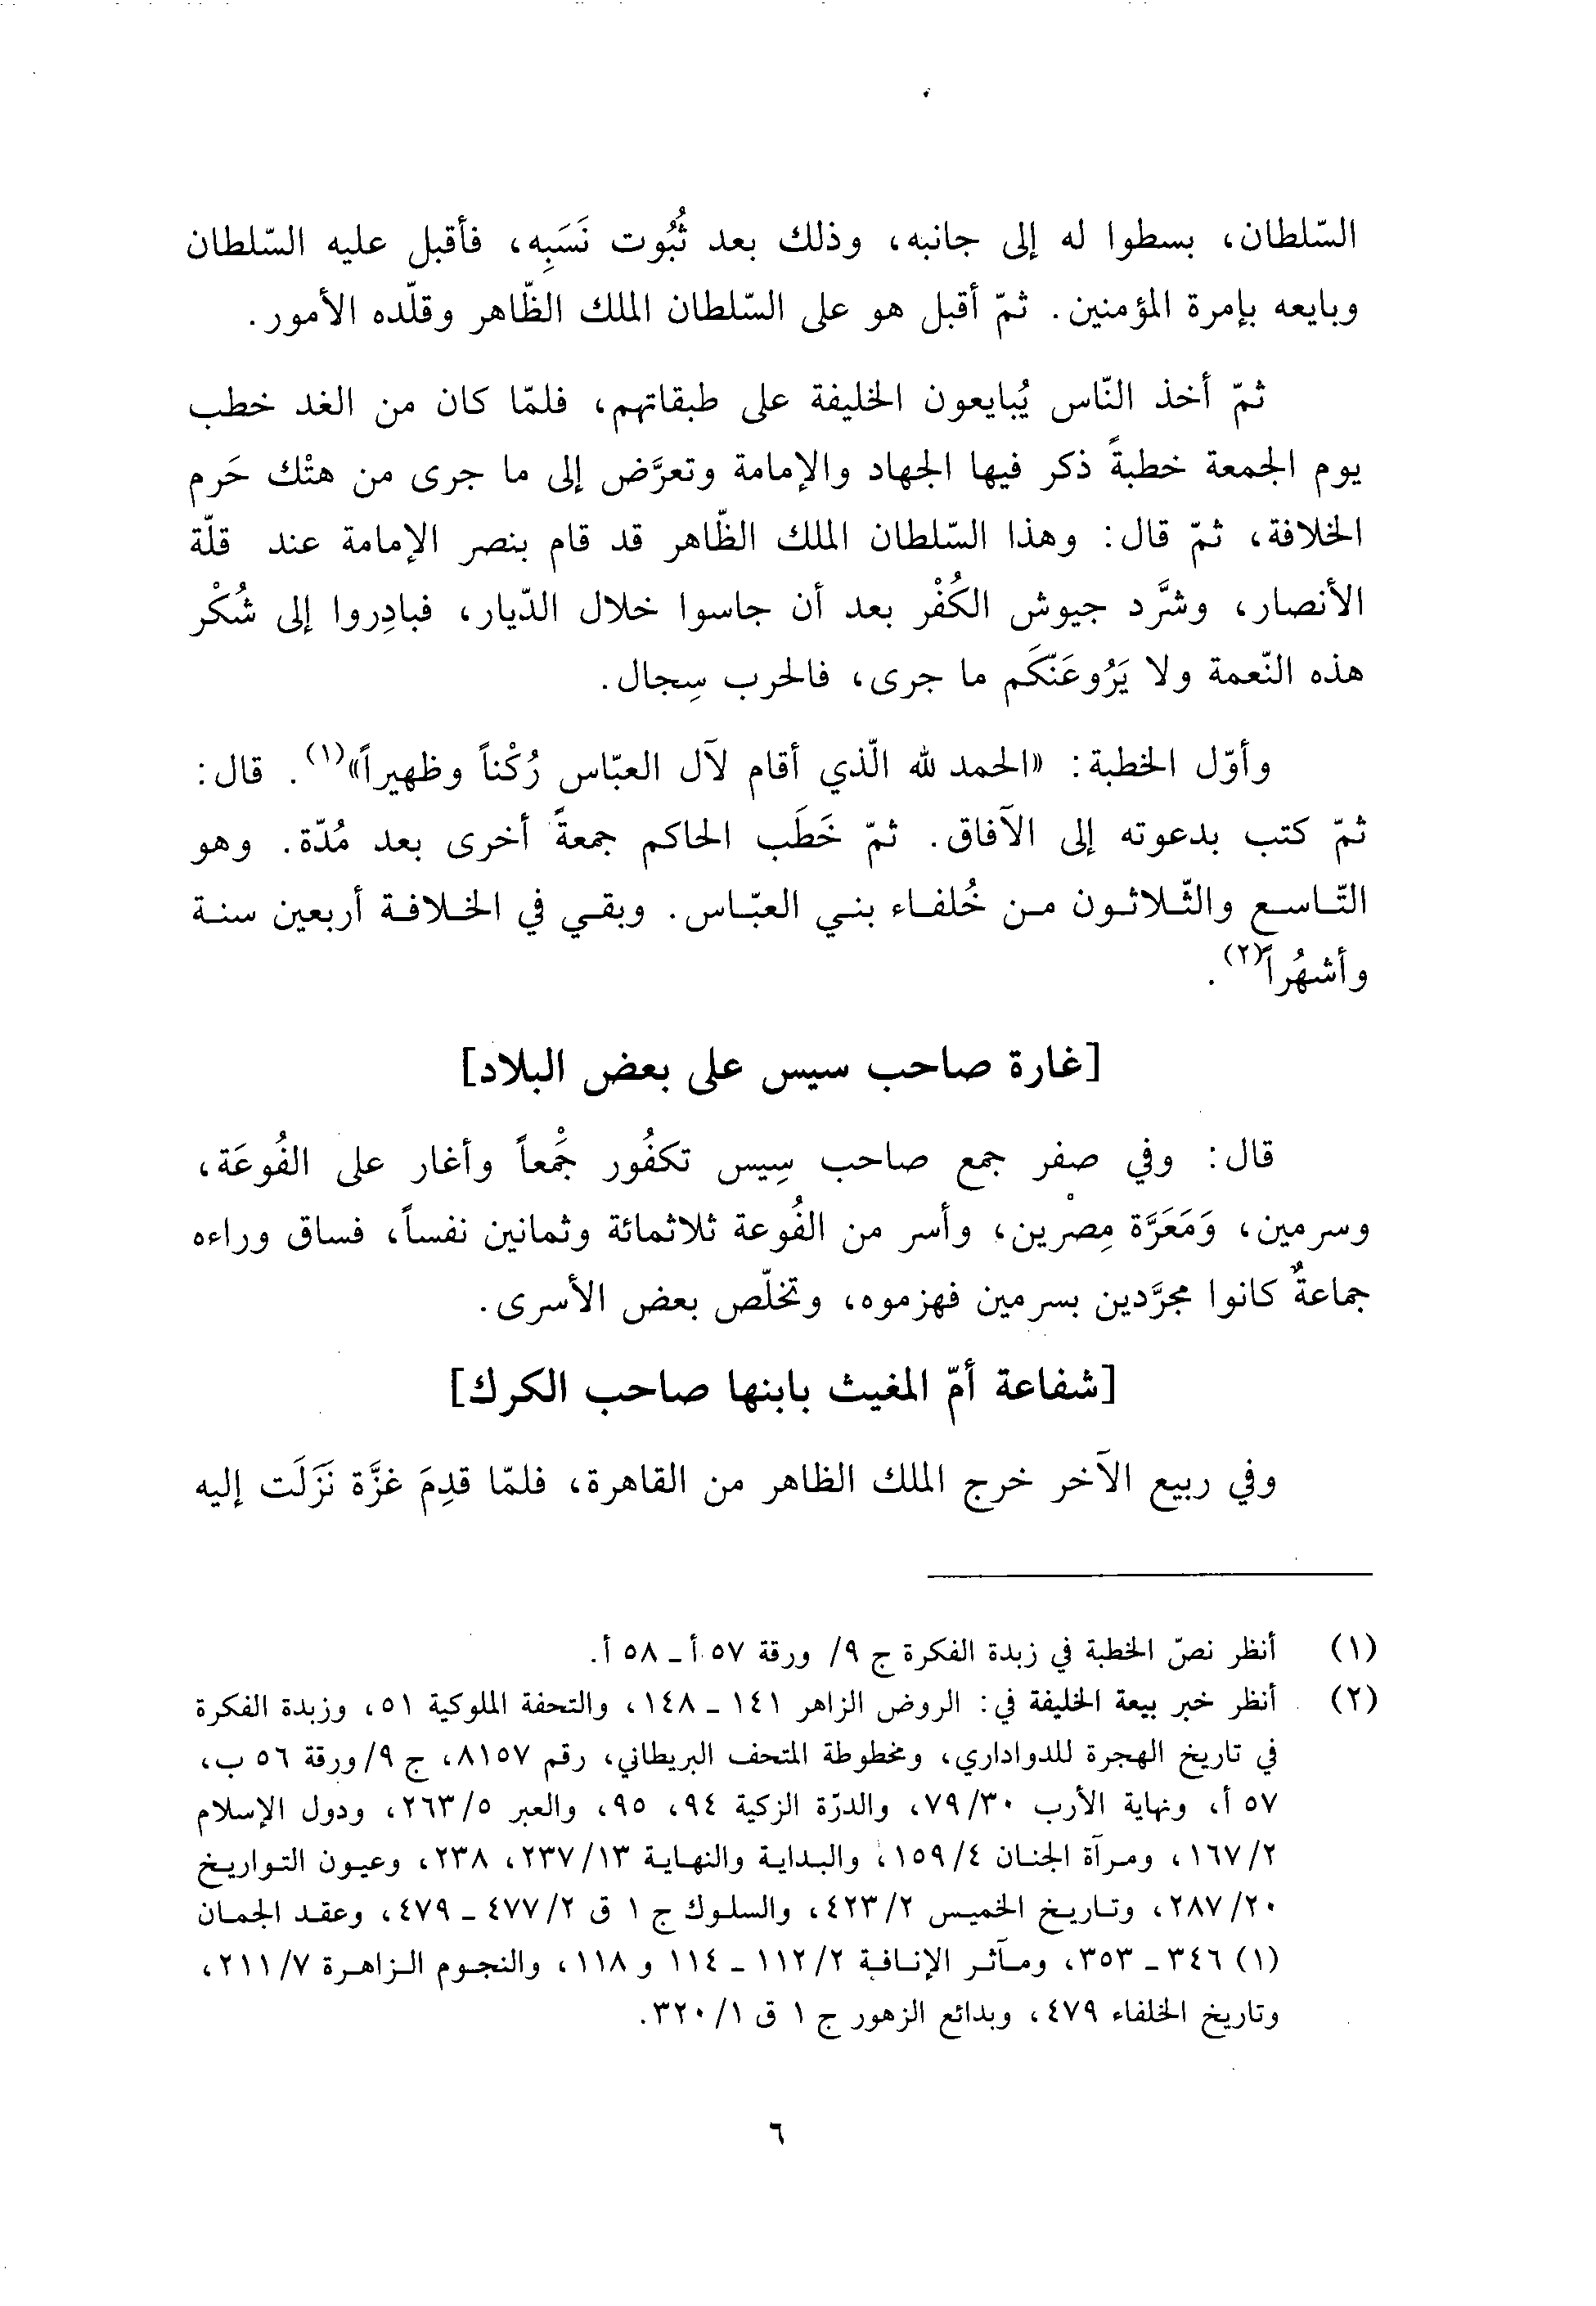 السّلطان، بسطوا له إلى جانبه، وذلك بعد ثُبُوت نَسَبِه، فأقبل عليه السّلطان
وبايعه بإمرة المؤمنين. ثمّ أقبل هو على السّلطان الملك الظّاهر وقلّده الأمور.
ثمّ أخذ النّاس يُبايعون الخليفة على طبقاتهم، فلمّا كان من الغد خطب
يوم الجمعة خطبةً ذكر فيها الجهاد والإمامة وتعرَّض إلى ما جرى من هتْك حَرم
الخلافة، ثمّ قال: وهذا السّلطان الملك الظّاهر قد قام بنصر الإمامة عند قلّة
الأنصار، وشرَّد جيوش الكُفْر بعد أن جاسوا خلال الدّيار، فبادِروا إلى شُكْر
هذه النّعمة ولا يَرُوعَنّكَم ما جرى، فالحرب سِجال.
وأوّل الخطبة: «الحمد لله الّذي أقام لآل العبّاس رُكْناً وظهيراً»(١). قال:
ثمّ كتب بدعوته إلى الآفاق. ثمّ خَطَب الحاكم جمعةً أخرى بعد مُدّة. وهو
التّاسع والثّلاثون من خُلفاء بني العبّاس. وبقي في الخلافة أربعين سنة
وأشهُراً(٢).
[غارة صاحب سيس على بعض البلاد]
قال: وفي صفر جمع صاحب سِيس تكفُور جَمْعاً وأغار على الفُوعَة،
وسرمين، وَمَعَرَّة مِصْرين، وأسر من الفُوعة ثلاثمائة وثمانين نفساً، فساق وراءه
جماعةٌ كانوا مجرَّدين بسرمين فهزموه، وتخلّص بعض الأسرى.
[شفاعة أمّ المغيث بابنها صاحب الكرك]
وفي ربيع الآخر خرج الملك الظاهر من القاهرة، فلمّا قدِمَ غزَّة نَزَلَت إليه
(١) أنظر نصّ الخطبة في زبدة الفكرة ج ٩/ ورقة ٥٧ أ ـ ٥٨ أ.
(٢) أنظر خبر بيعة الخليفة في: الروض الزاهر ١٤١ ـ ١٤٨، والتحفة الملوكية ٥١، وزبدة الفكرة
في تاريخ الهجرة للدواداري، ومخطوطة المتحف البريطاني، رقم ٨١٥٧، ج ٩/ورقة ٥٦ ب،
٥٧ أ، ونهاية الأرب ٧٩/٣٠، والدرّة الزكية ٩٤، ٩٥، والعبر ٢٦٣/٥، ودول الإسلام
١٦٧/٢، ومرآة الجنان ١٥٩/٤، والبداية والنهاية ٢٣٧/١٣، ٢٣٨، وعيون التواريخ
٢٨٧/٢٠، وتاريخ الخميس ٤٢٣/٢، والسلوك ج ١ ق ٤٧٧/٢ ـ ٤٧٩، وعقد الجمان
(١) ٣٤٦ ـ ٣٥٣، ومآثر الإنافة ١١٢/٢ ـ ١١٤ و ١١٨، والنجوم الزاهرة ٢١١/٧،
وتاريخ الخلفاء ٤٧٩، وبدائع الزهور ج ١ ق ٣٢٠/١.
٦